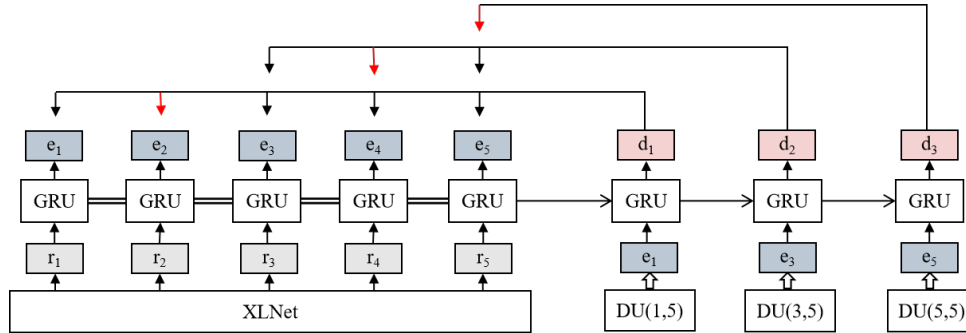 e₁ e₂ e₃ e₄ e₅ d₁ d₂ d₃
GRU GRU GRU GRU GRU GRU GRU GRU
r₁ r₂ r₃ r₄ r₅ e₁ e₃ e₅
XLNet DU(1,5) DU(3,5) DU(5,5)